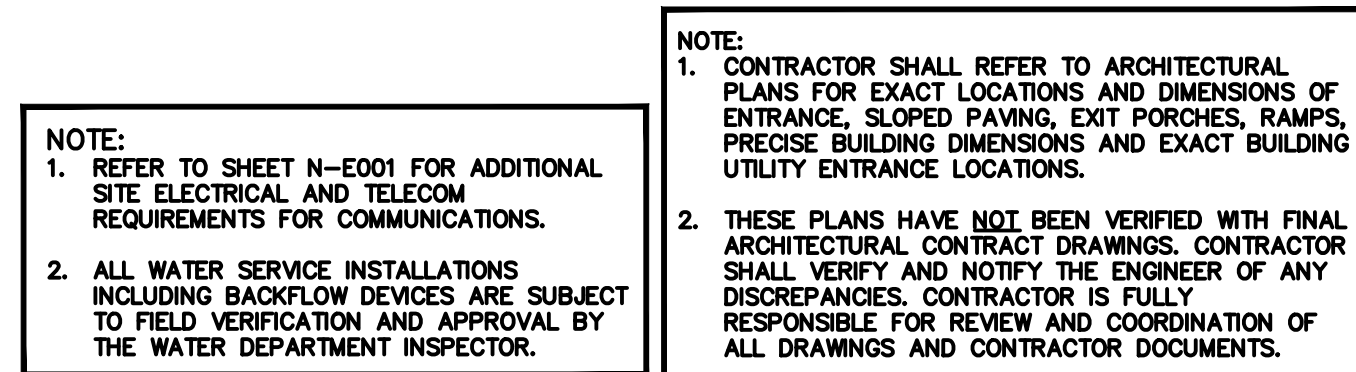 NOTE:
1. REFER TO SHEET N-E001 FOR ADDITIONAL
SITE ELECTRICAL AND TELECOM
REQUIREMENTS FOR COMMUNICATIONS.
2. ALL WATER SERVICE INSTALLATIONS
INCLUDING BACKFLOW DEVICES ARE SUBJECT
TO FIELD VERIFICATION AND APPROVAL BY
THE WATER DEPARTMENT INSPECTOR.
NOTE:
1. CONTRACTOR SHALL REFER TO ARCHITECTURAL
PLANS FOR EXACT LOCATIONS AND DIMENSIONS OF
ENTRANCE, SLOPED PAVING, EXIT PORCHES, RAMPS,
PRECISE BUILDING DIMENSIONS AND EXACT BUILDING
UTILITY ENTRANCE LOCATIONS.
2. THESE PLANS HAVE NOT BEEN VERIFIED WITH FINAL
ARCHITECTURAL CONTRACT DRAWINGS. CONTRACTOR
SHALL VERIFY AND NOTIFY THE ENGINEER OF ANY
DISCREPANCIES. CONTRACTOR IS FULLY
RESPONSIBLE FOR REVIEW AND COORDINATION OF
ALL DRAWINGS AND CONTRACTOR DOCUMENTS.